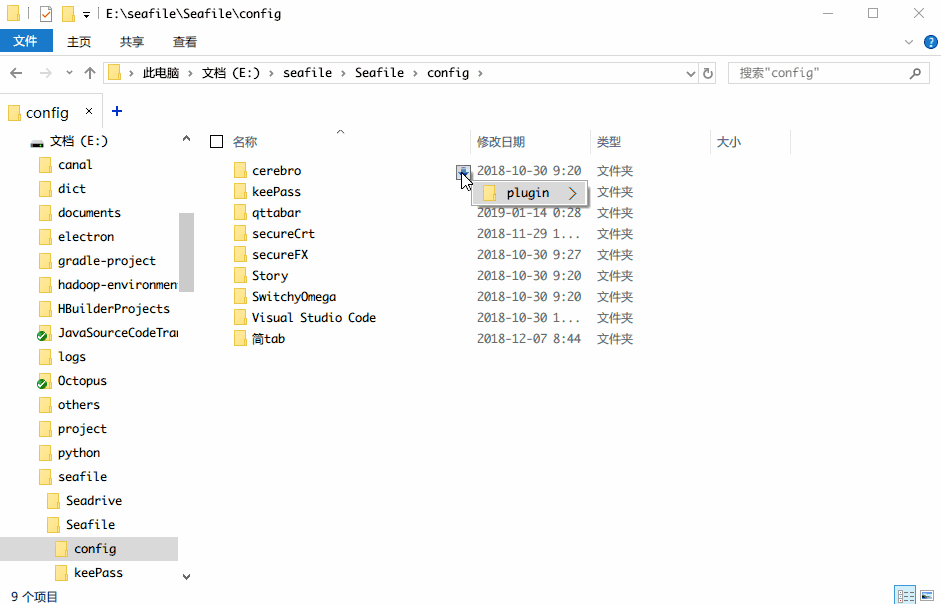 E:\seafile\Seafile\config
文件 主页 共享 查看
此电脑 › 文档 (E:) › seafile › Seafile › config ›
搜索"config"
config
文档 (E:)
canal
dict
documents
electron
gradle-project
hadoop-environmen
HBuilderProjects
JavaSourceCodeTra
logs
Octopus
others
project
python
seafile
Seadrive
Seafile
config
keePass
名称 修改日期 类型 大小
cerebro 2018-10-30 9:20 文件夹
keePass 文件夹
plugin
qttabar 2019-01-14 0:28 文件夹
secureCrt 2018-11-29 1... 文件夹
secureFX 2018-10-30 9:27 文件夹
Story 2018-10-30 9:20 文件夹
SwitchyOmega 2018-10-30 9:20 文件夹
Visual Studio Code 2018-10-30 1... 文件夹
简tab 2018-12-07 8:44 文件夹
9 个项目